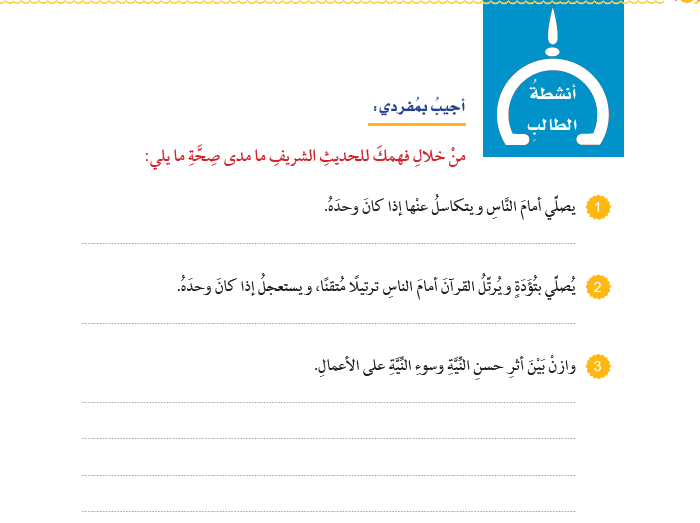 أنشطةُ
الطالبِ
أجيبُ بمُفردي:
منْ خلالِ فهمكَ للحديثِ الشريفِ ما مدى صِحَّةِ ما يلي:
1 يصلّي أمامَ النَّاسِ ويتكاسلُ عنْها إذا كانَ وحدَهُ.
2 يُصلّي بتُؤَدَةٍ ويُرتّلُ القرآنَ أمامَ الناسِ ترتيلًا مُتقنًا، ويستعجلُ إذا كانَ وحدَهُ.
3 وازنْ بَيْنَ أثرِ حسنِ النِّيَّةِ وسوءِ النِّيَّةِ على الأعمالِ.